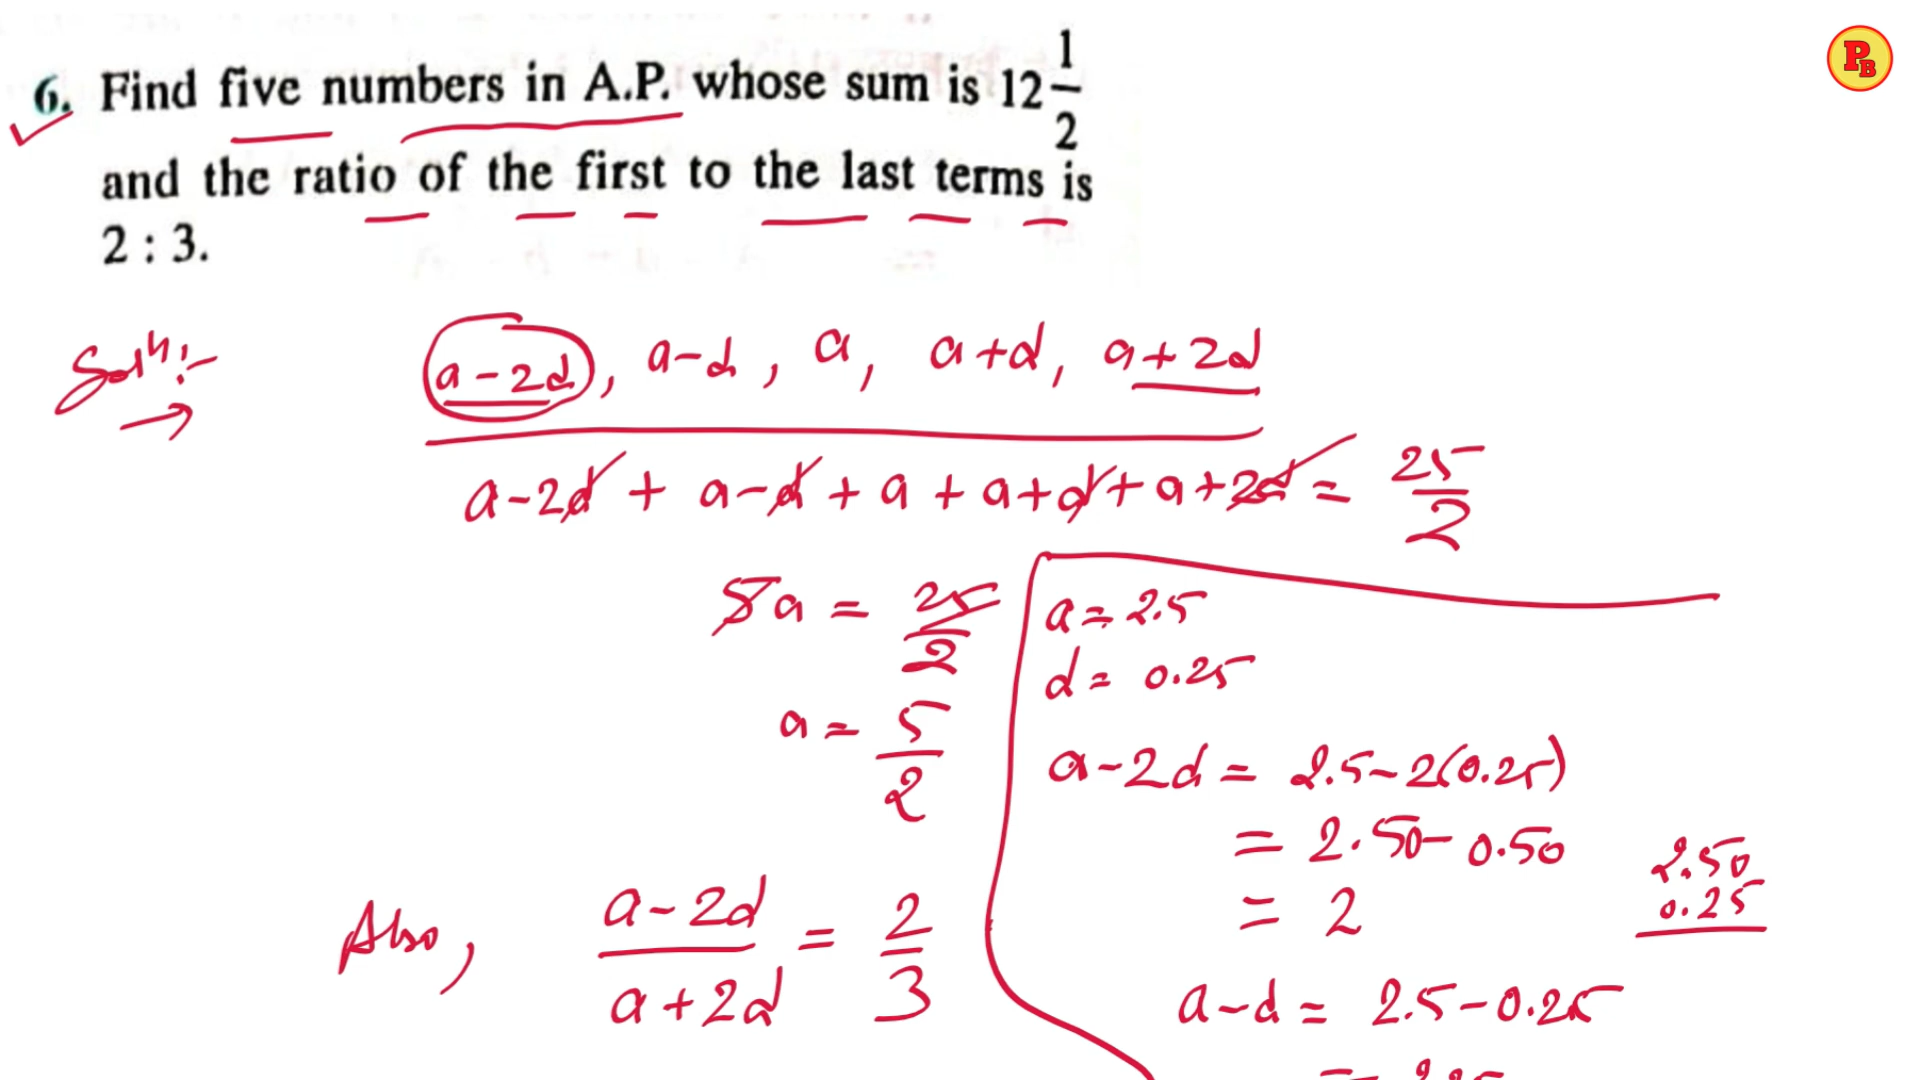 PB
6. Find five numbers in A.P. whose sum is 12 1/2
and the ratio of the first to the last terms is
2 : 3.
Soln:-
a-2d, a-d, a, a+d, a+2d
a-2d + a-d + a + a+d + a+2d = 25/2
5a = 25/2
a = 5/2
Also, (a-2d)/(a+2d) = 2/3
a = 2.5
d = 0.25
a-2d = 2.5-2(0.25)
= 2.50-0.50
= 2
2.50
0.25
a-d = 2.5-0.25